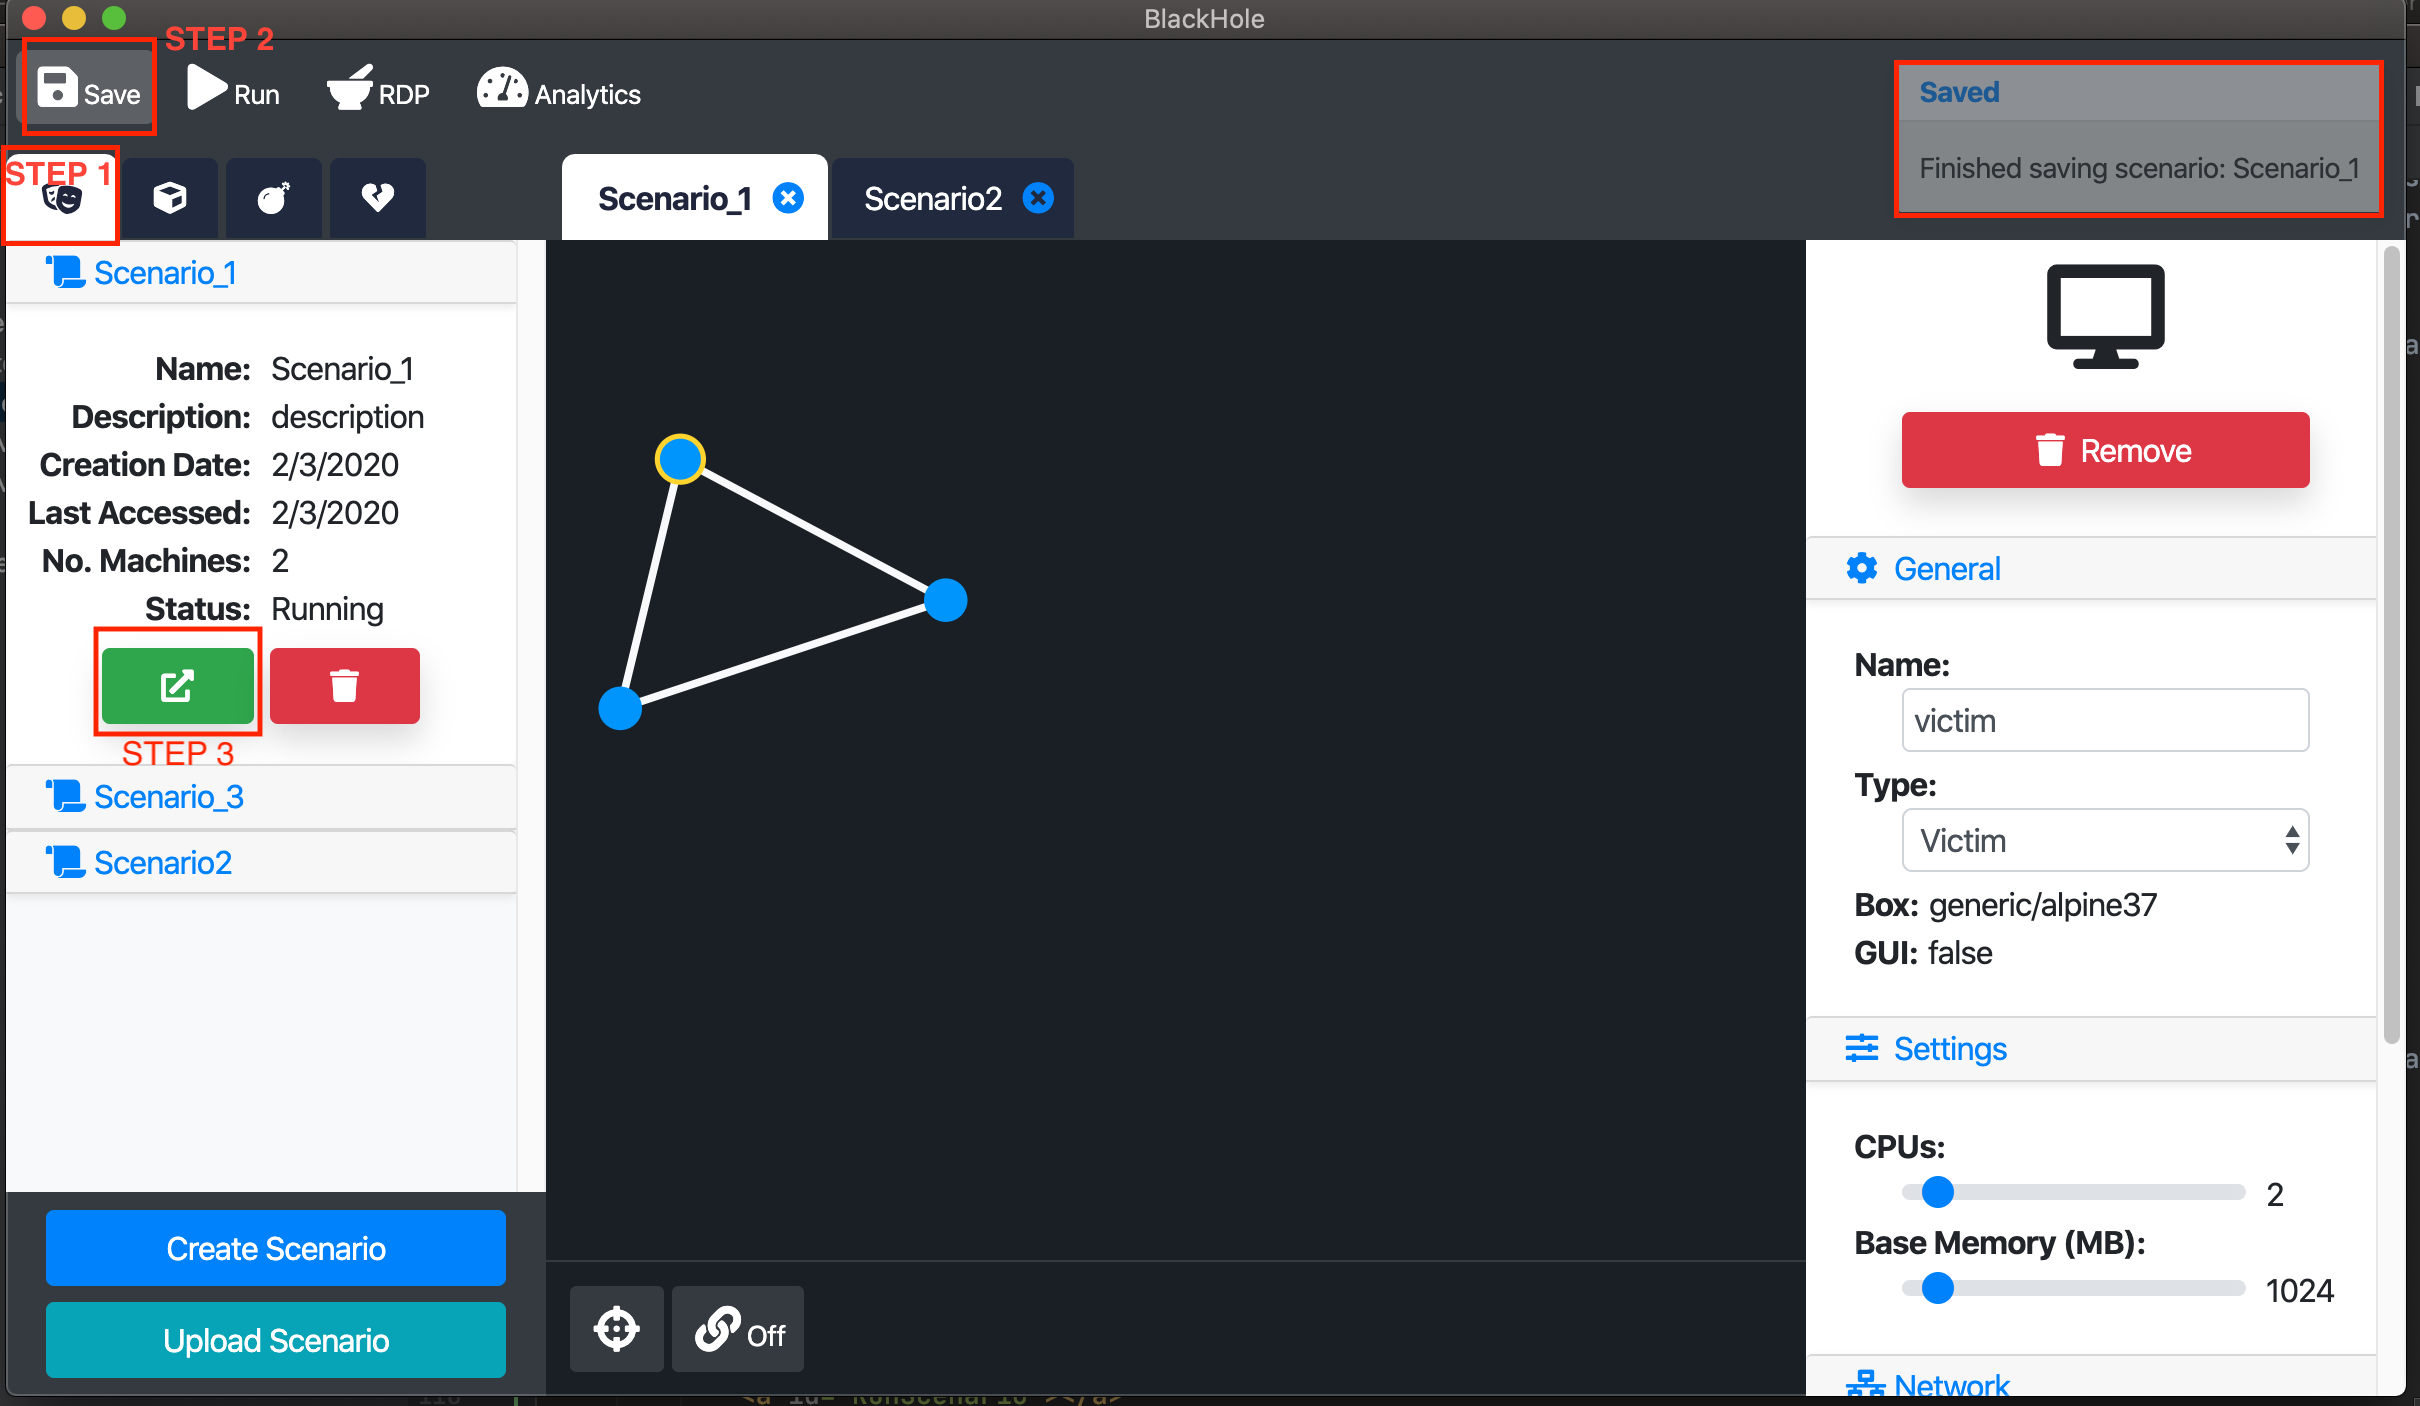 BlackHole
STEP 2
Save
Run
RDP
Analytics
Saved
Finished saving scenario: Scenario_1
STEP 1
Scenario_1
Scenario2
Scenario_1
Name: Scenario_1
Description: description
Creation Date: 2/3/2020
Last Accessed: 2/3/2020
No. Machines: 2
Status: Running
STEP 3
Scenario_3
Scenario2
Create Scenario
Upload Scenario
Off
Remove
General
Name:
victim
Type:
Victim
Box: generic/alpine37
GUI: false
Settings
CPUs:
2
Base Memory (MB):
1024
Network